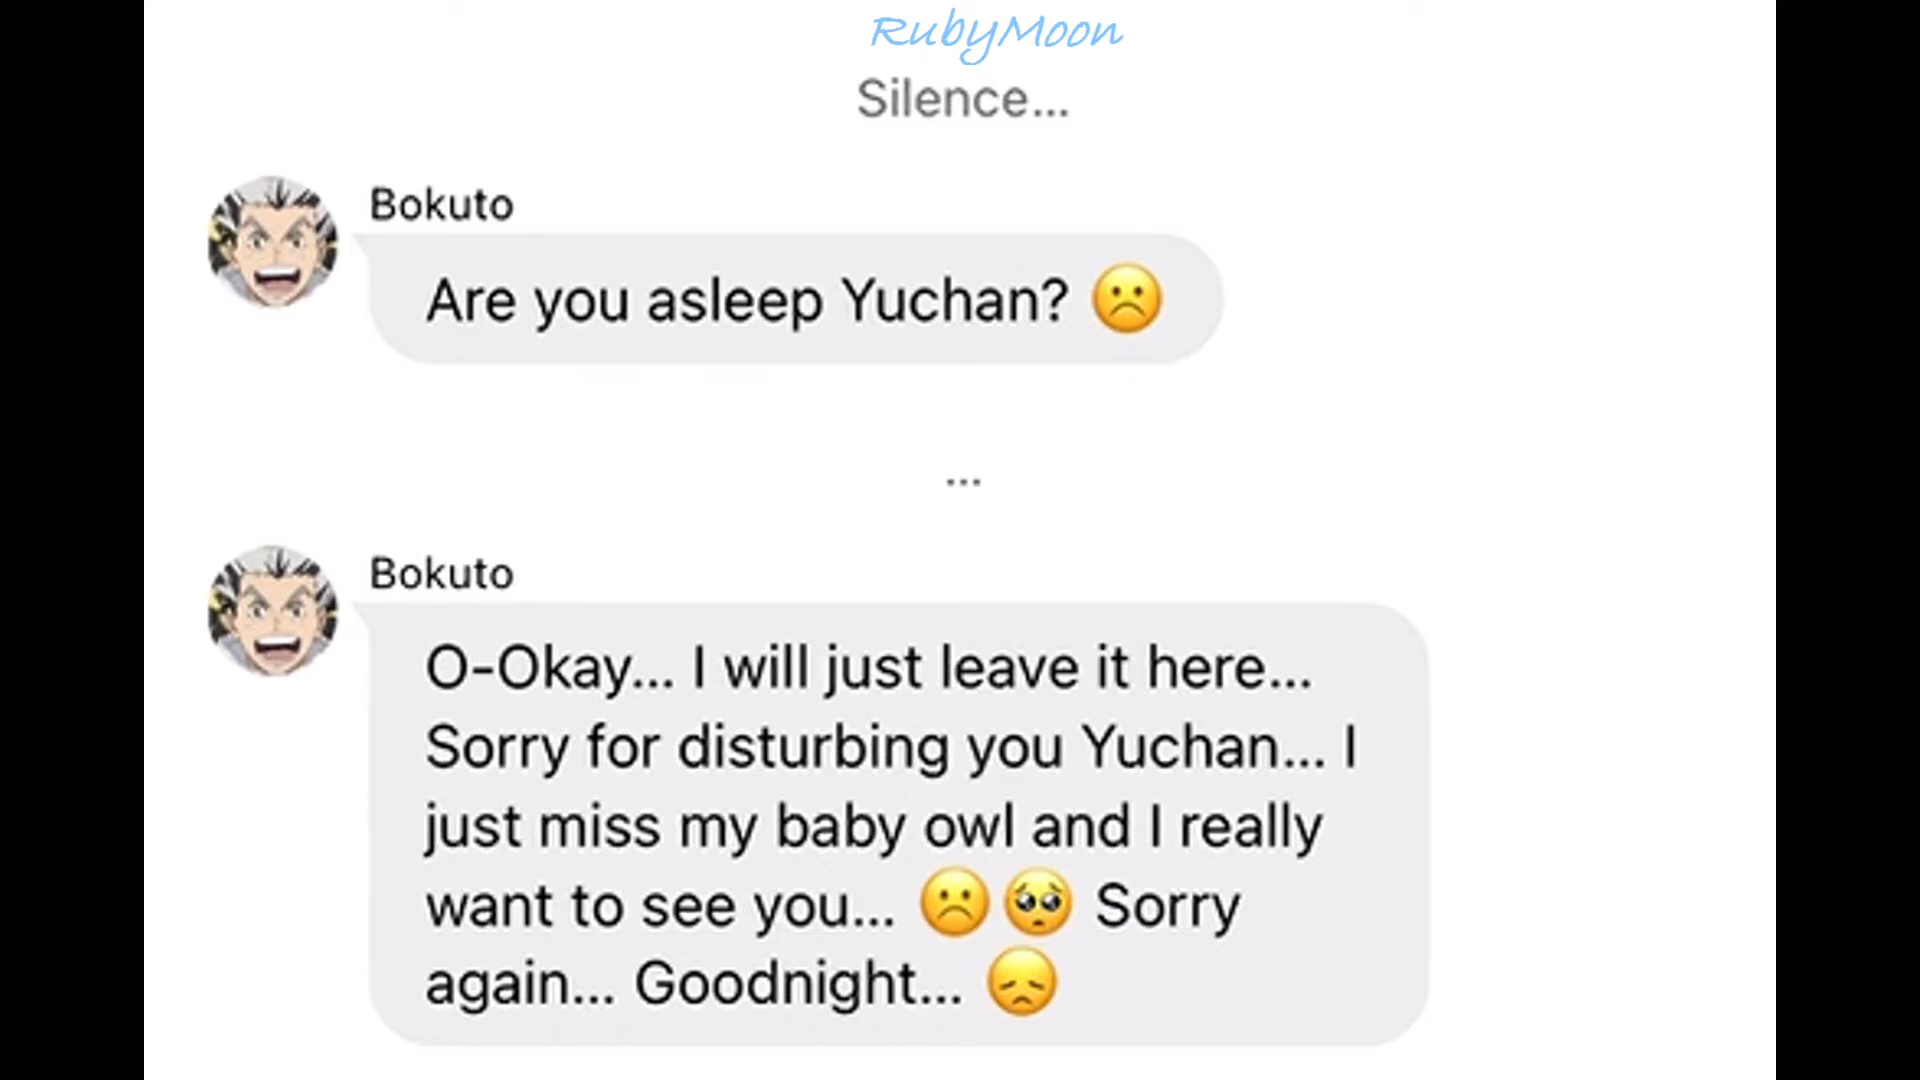 RubyMoon
Silence...
Bokuto
Are you asleep Yuchan? ☹️
...
Bokuto
O-Okay... I will just leave it here...
Sorry for disturbing you Yuchan... I
just miss my baby owl and I really
want to see you... ☹️🥺 Sorry
again... Goodnight... 😞